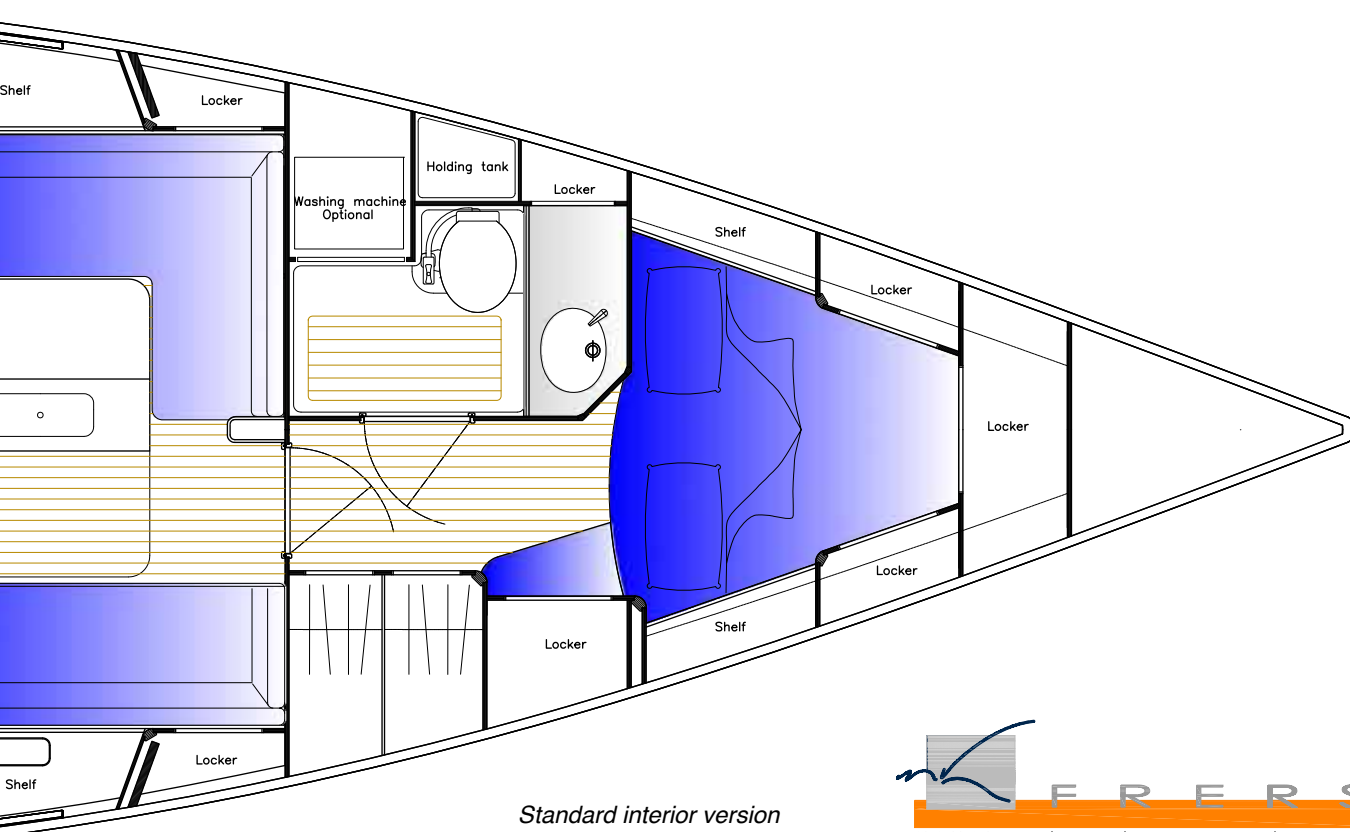 Shelf
Locker
Holding tank
Locker
Washing machine
Optional
Shelf
Locker
Locker
Locker
Locker
Shelf
Locker
Shelf
Standard interior version
FRERS